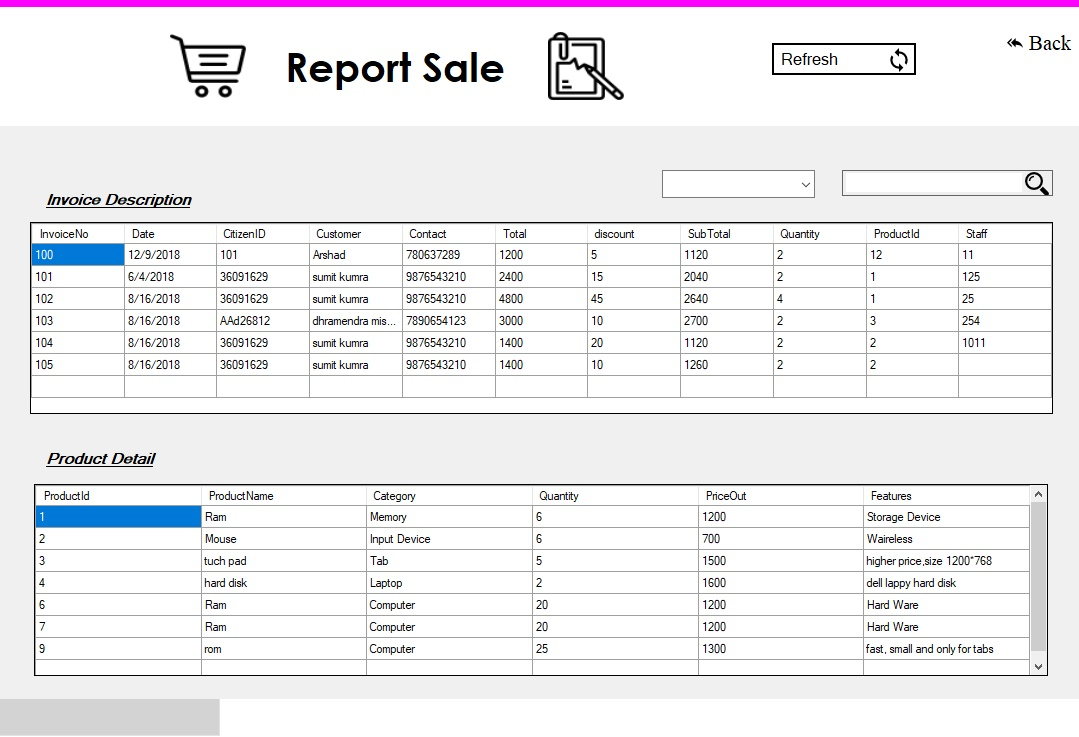 Report Sale
Refresh
Back
Invoice Description
InvoiceNo Date CitizenID Customer Contact Total discount SubTotal Quantity ProductId Staff
100 12/9/2018 101 Arshad 780637289 1200 5 1120 2 12 11
101 6/4/2018 36091629 sumit kumra 9876543210 2400 15 2040 2 1 125
102 8/16/2018 36091629 sumit kumra 9876543210 4800 45 2640 4 1 25
103 8/16/2018 AAd26812 dhramendra mis... 7890654123 3000 10 2700 2 3 254
104 8/16/2018 36091629 sumit kumra 9876543210 1400 20 1120 2 2 1011
105 8/16/2018 36091629 sumit kumra 9876543210 1400 10 1260 2 2
Product Detail
ProductId ProductName Category Quantity PriceOut Features
1 Ram Memory 6 1200 Storage Device
2 Mouse Input Device 6 700 Waireless
3 tuch pad Tab 5 1500 higher price,size 1200*768
4 hard disk Laptop 2 1600 dell lappy hard disk
6 Ram Computer 20 1200 Hard Ware
7 Ram Computer 20 1200 Hard Ware
9 rom Computer 25 1300 fast, small and only for tabs